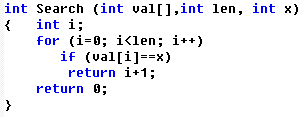 int Search (int val[],int len, int x)
{   int i;
    for (i=0; i<len; i++)
       if (val[i]==x)
        return i+1;
    return 0;
}